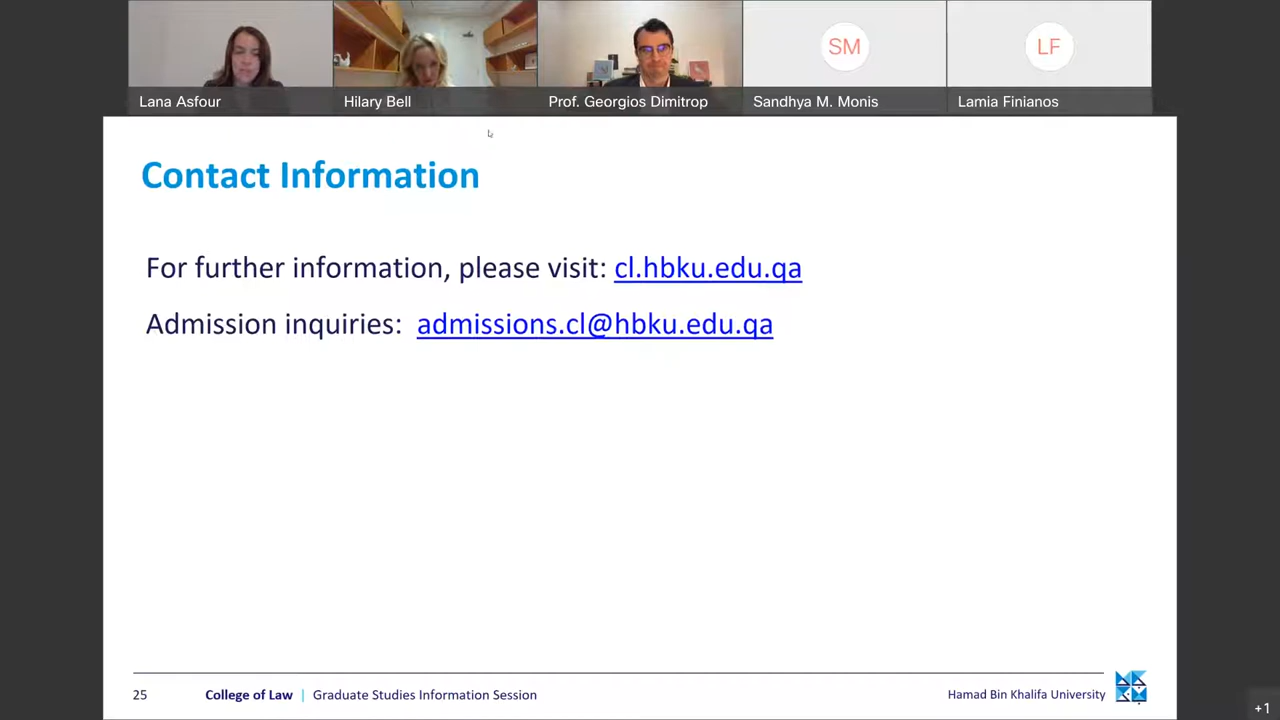 SM
LF
Lana Asfour
Hilary Bell
Prof. Georgios Dimitrop
Sandhya M. Monis
Lamia Finianos
Contact Information
For further information, please visit: cl.hbku.edu.qa
Admission inquiries: admissions.cl@hbku.edu.qa
25 College of Law | Graduate Studies Information Session Hamad Bin Khalifa University
+1